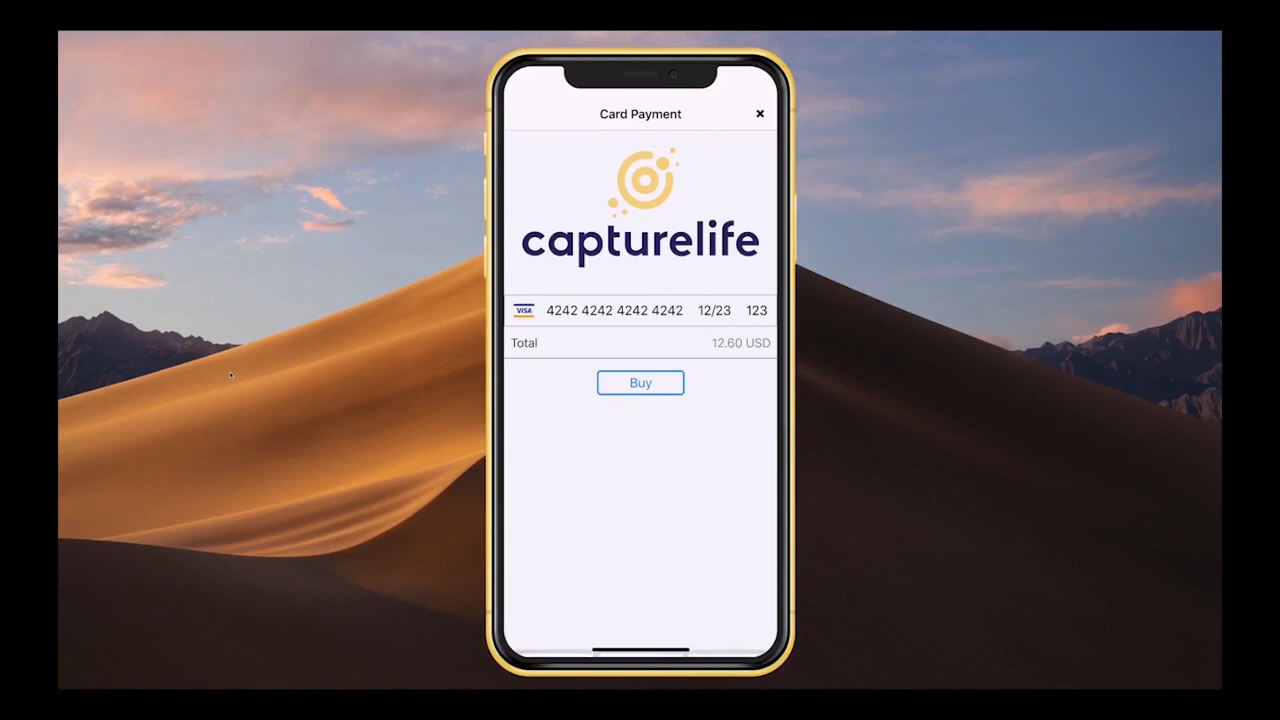 Card Payment ×
capturelife
VISA 4242 4242 4242 4242 12/23 123
Total 12.60 USD
Buy